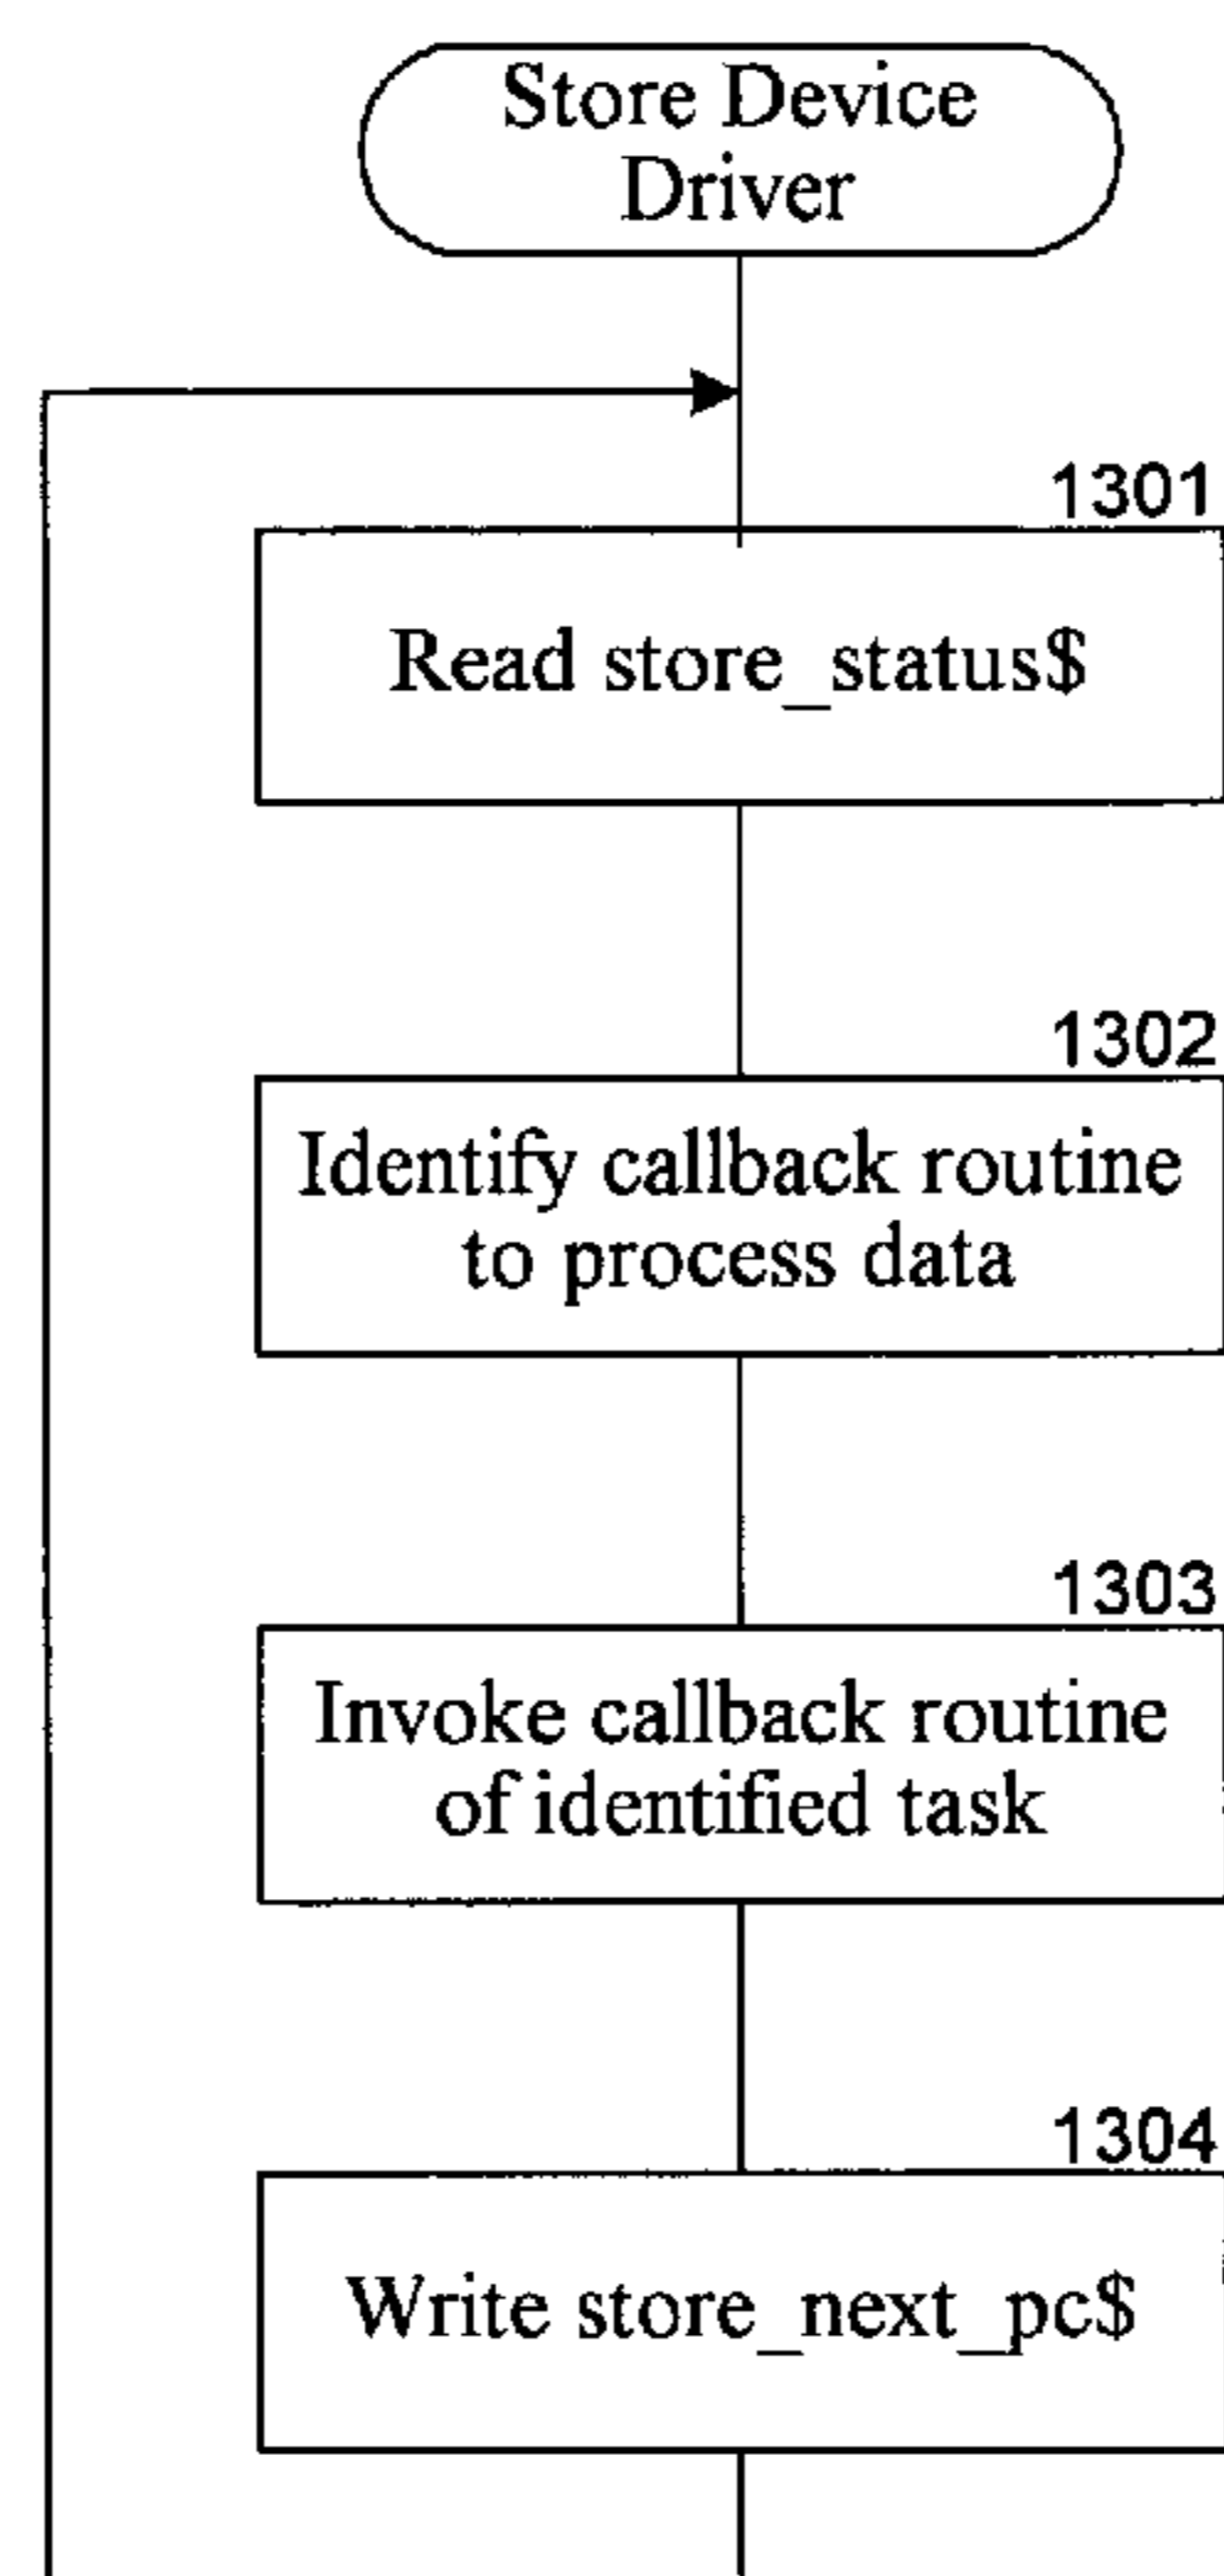 Store Device
Driver
1301
Read store_status$
1302
Identify callback routine
to process data
1303
Invoke callback routine
of identified task
1304
Write store_next_pc$